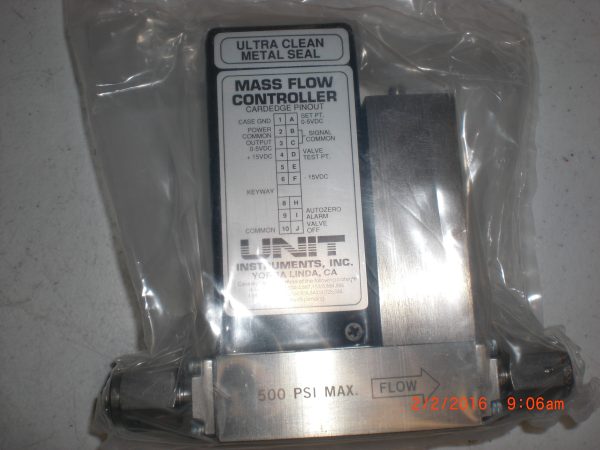 ULTRA CLEAN
METAL SEAL
MASS FLOW
CONTROLLER
CARDEDGE PINOUT
CASE GND 1 A SET PT. 0-5VDC
POWER COMMON 2 B SIGNAL COMMON
OUTPUT 0-5VDC 3 C
+ 15VDC 4 D VALVE TEST PT.
5 E
6 F - 15VDC
KEYWAY
8 H
9 I AUTOZERO ALARM
COMMON 10 J VALVE OFF
UNIT
INSTRUMENTS, INC.
YORBA LINDA, CA
500 PSI MAX. FLOW
2/2/2016 9:06am